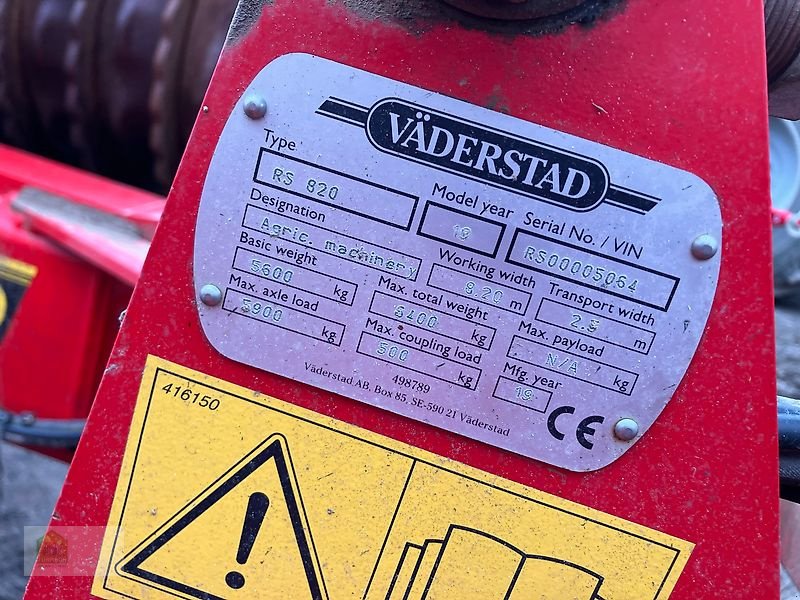 VÄDERSTAD
Type Model year Serial No. / VIN
RS 820 19 RS00005064
Designation Working width Transport width
Agric. machinery 8.20 m 2.5 m
Basic weight Max. total weight Max. payload
5600 kg 6400 kg N/A kg
Max. axle load Max. coupling load Mfg. year
5900 kg 500 kg 19
498789
Väderstad AB, Box 85, SE-590 21 Väderstad
CE
416150